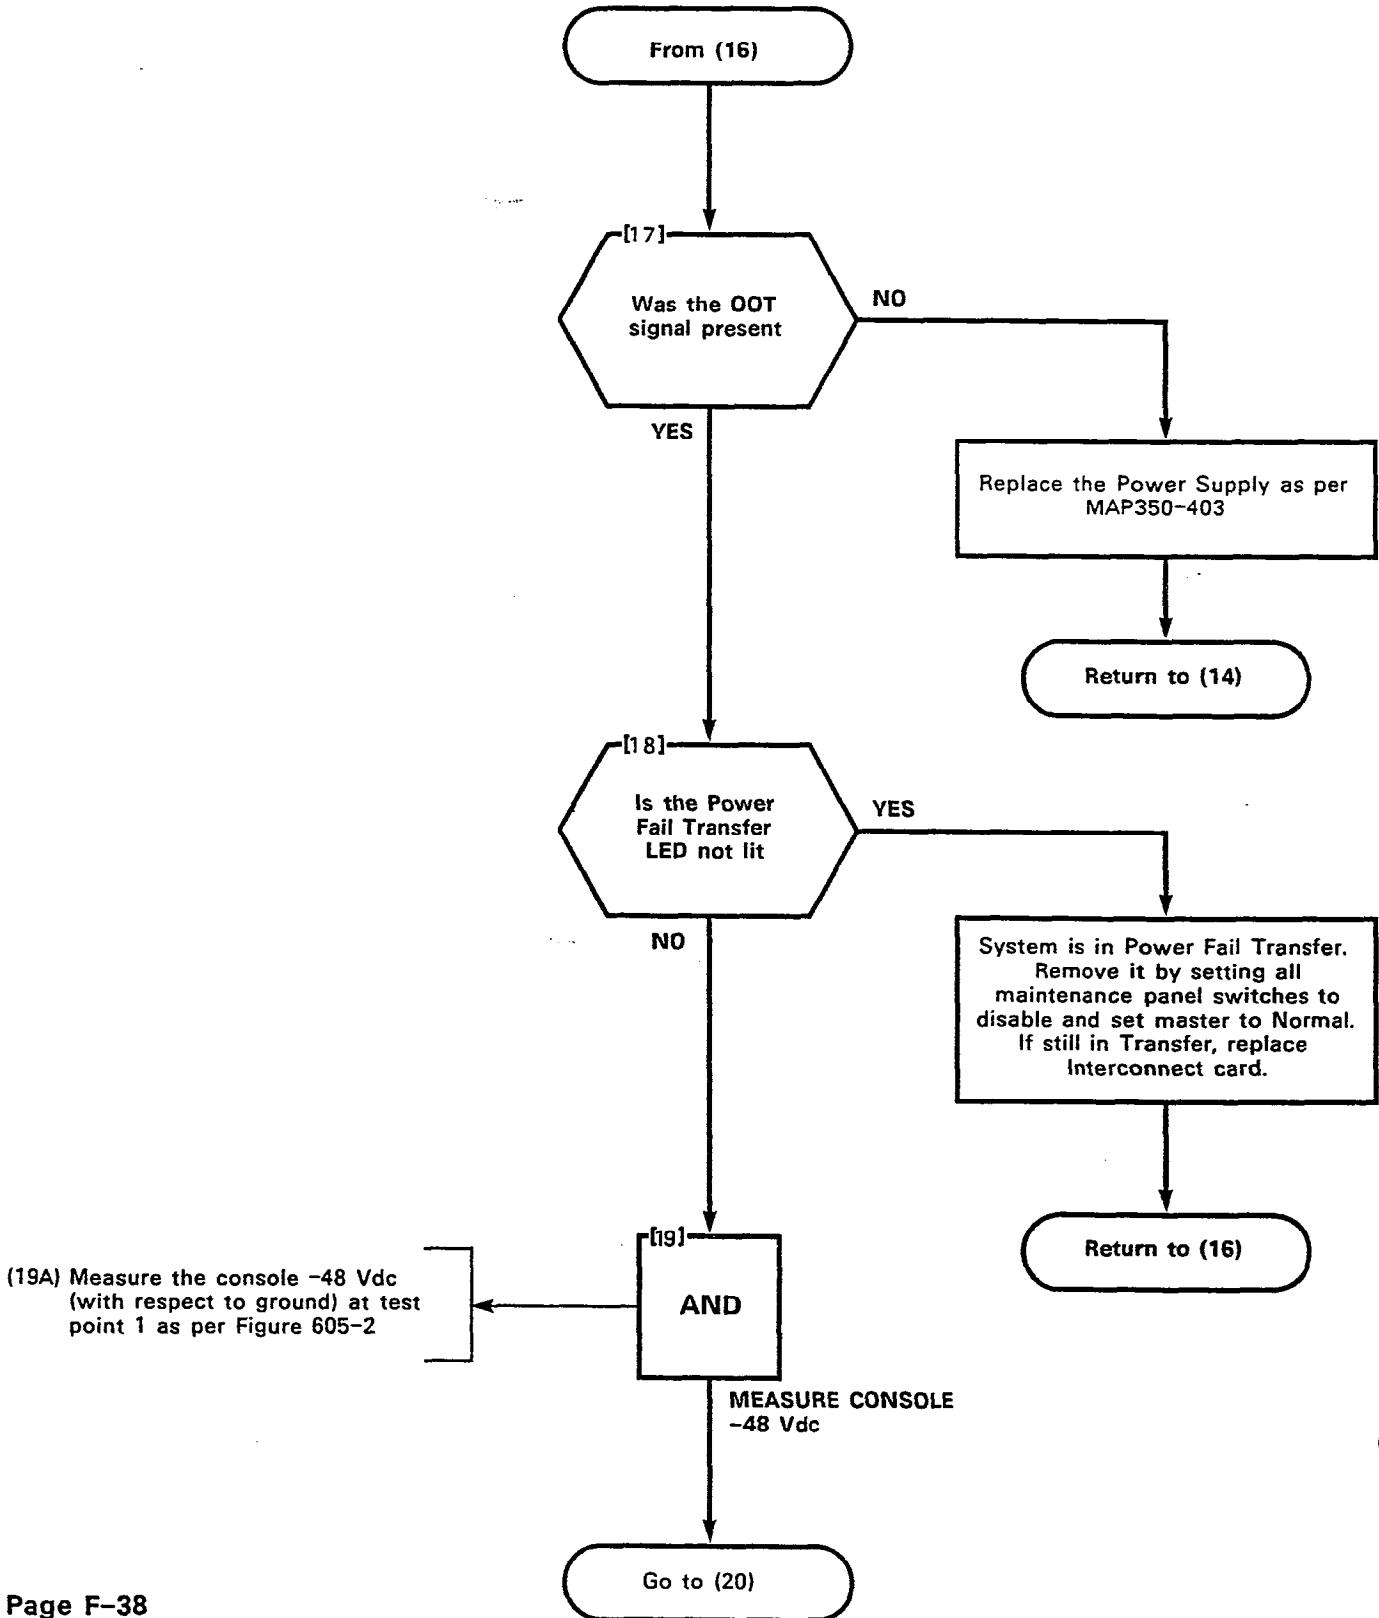 From (16)
[17]
Was the OOT
signal present
NO
YES
Replace the Power Supply as per
MAP350-403
Return to (14)
[18]
Is the Power
Fail Transfer
LED not lit
YES
NO
System is in Power Fail Transfer.
Remove it by setting all
maintenance panel switches to
disable and set master to Normal.
If still in Transfer, replace
Interconnect card.
Return to (16)
[19]
AND
(19A) Measure the console -48 Vdc
(with respect to ground) at test
point 1 as per Figure 605-2
MEASURE CONSOLE
-48 Vdc
Go to (20)
Page F-38